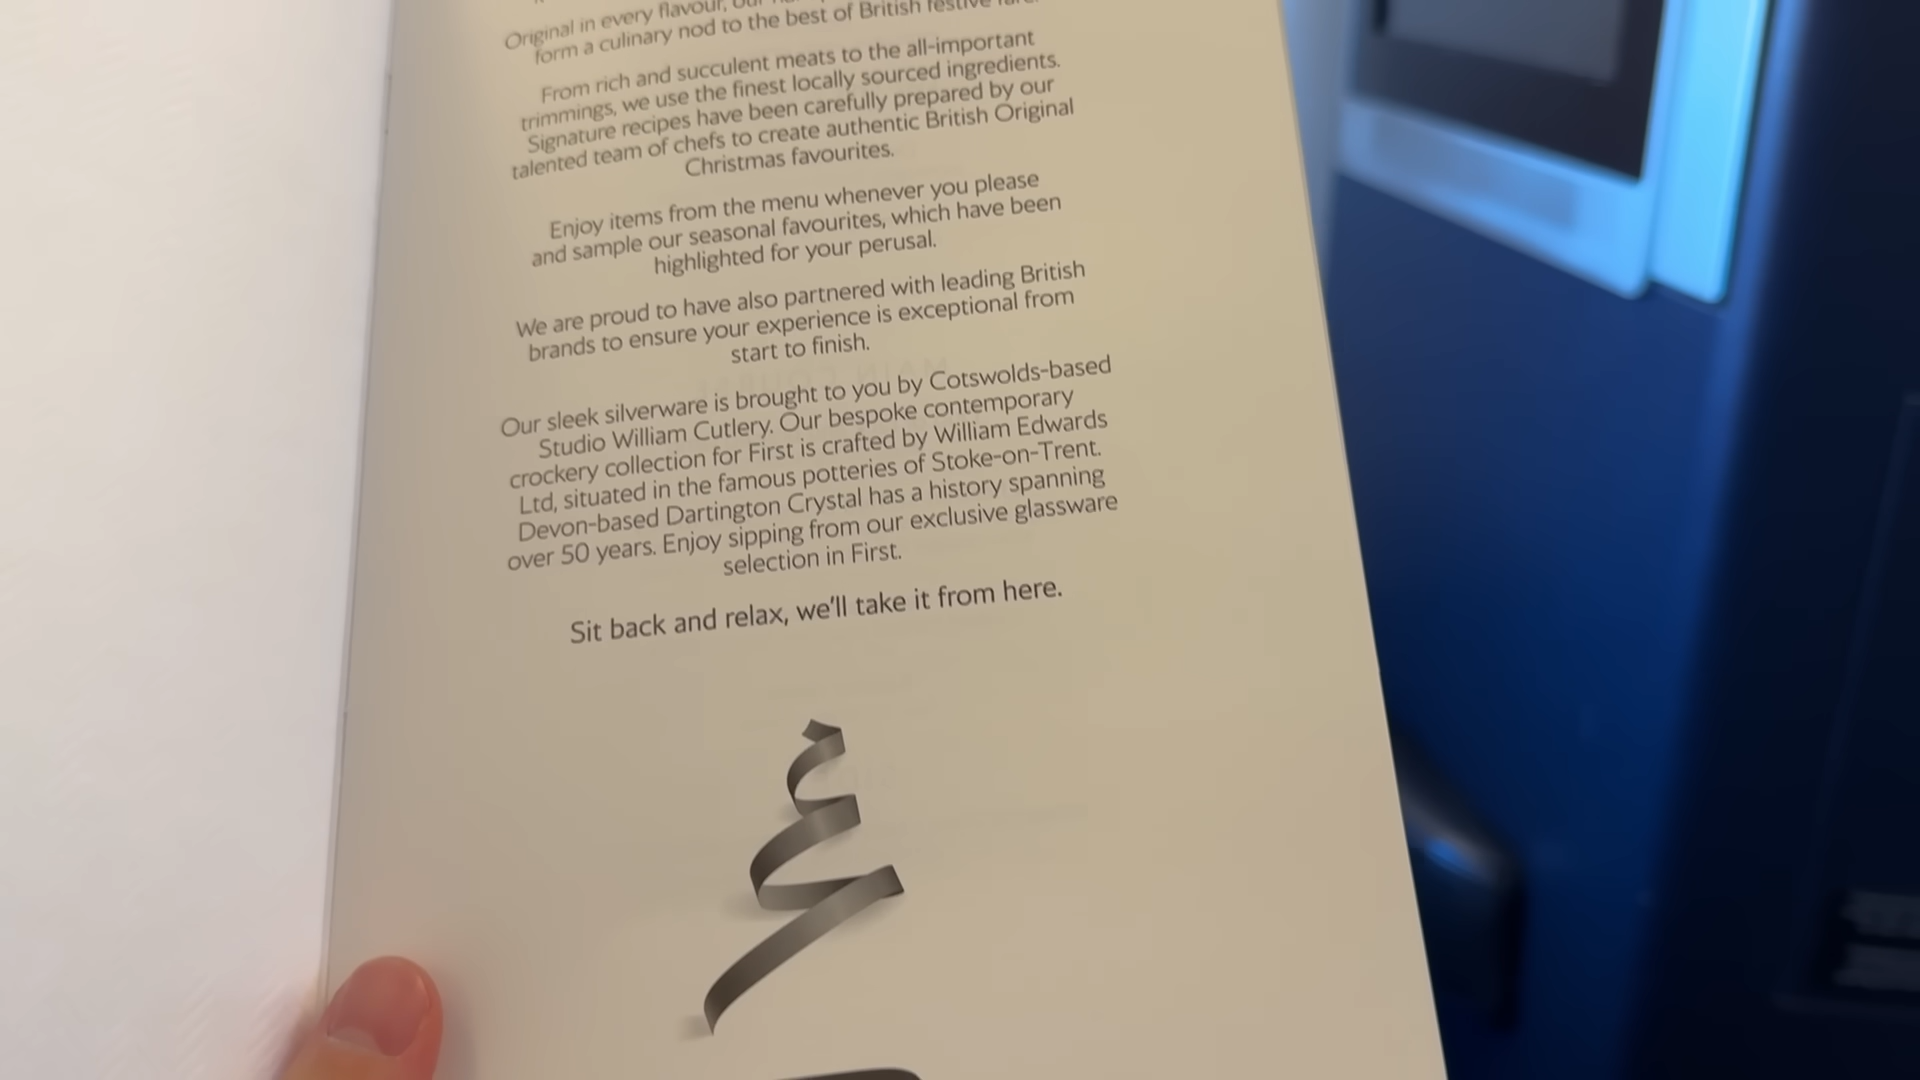 Original in every flavour, our
form a culinary nod to the best of British festive
From rich and succulent meats to the all-important
trimmings, we use the finest locally sourced ingredients.
Signature recipes have been carefully prepared by our
talented team of chefs to create authentic British Original
Christmas favourites.
Enjoy items from the menu whenever you please
and sample our seasonal favourites, which have been
highlighted for your perusal.
We are proud to have also partnered with leading British
brands to ensure your experience is exceptional from
start to finish.
Our sleek silverware is brought to you by Cotswolds-based
Studio William Cutlery. Our bespoke contemporary
crockery collection for First is crafted by William Edwards
Ltd, situated in the famous potteries of Stoke-on-Trent.
Devon-based Dartington Crystal has a history spanning
over 50 years. Enjoy sipping from our exclusive glassware
selection in First.
Sit back and relax, we'll take it from here.